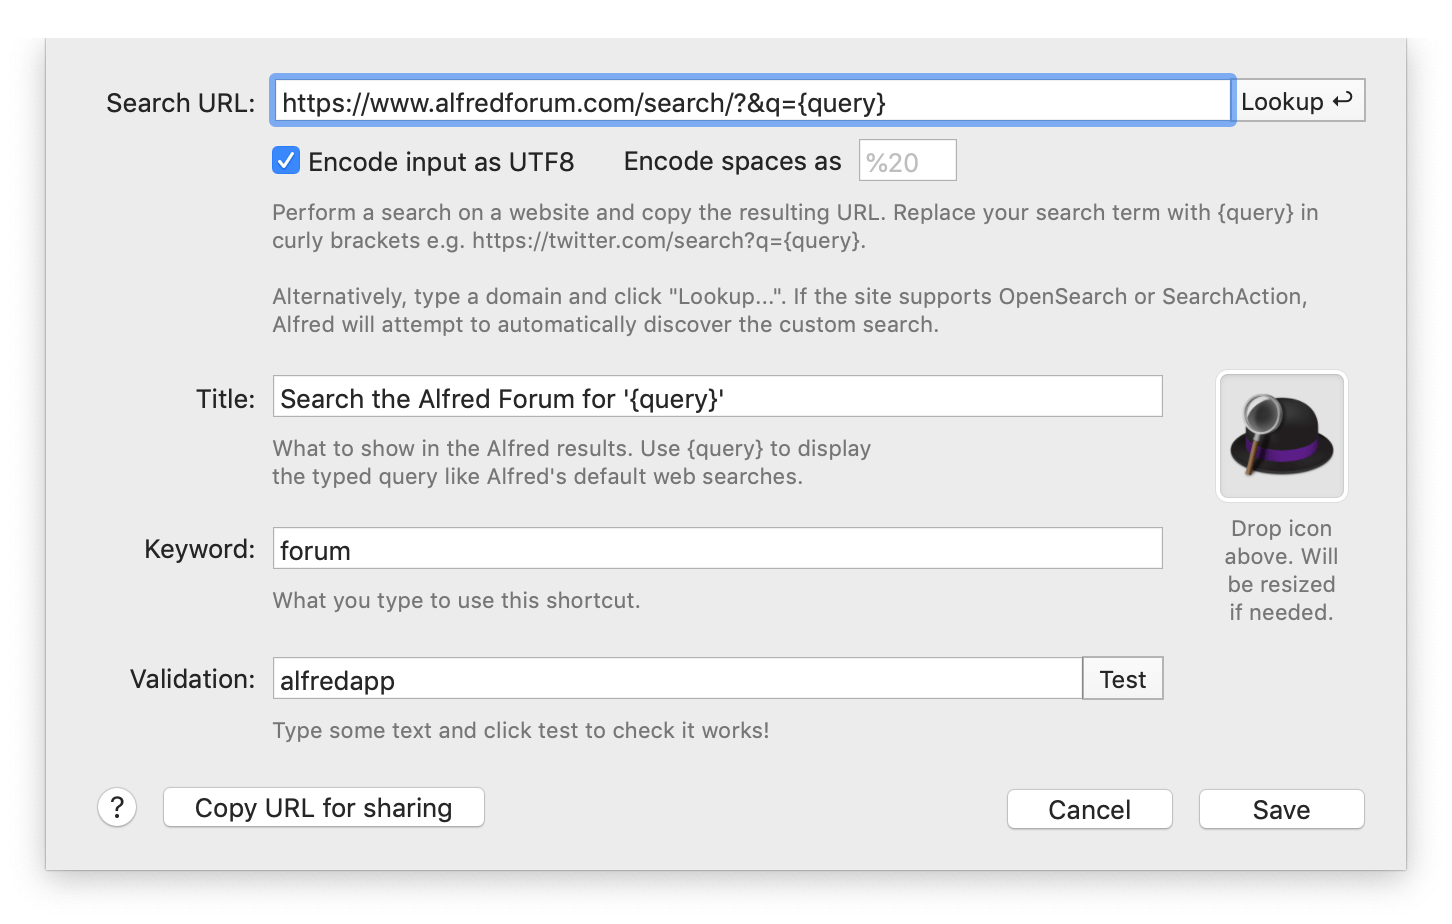 Search URL: https://www.alfredforum.com/search/?&q={query} Lookup ↩
Encode input as UTF8 Encode spaces as %20
Perform a search on a website and copy the resulting URL. Replace your search term with {query} in
curly brackets e.g. https://twitter.com/search?q={query}.
Alternatively, type a domain and click "Lookup...". If the site supports OpenSearch or SearchAction,
Alfred will attempt to automatically discover the custom search.
Title: Search the Alfred Forum for '{query}'
What to show in the Alfred results. Use {query} to display
the typed query like Alfred's default web searches.
Keyword: forum
What you type to use this shortcut.
Drop icon
above. Will
be resized
if needed.
Validation: alfredapp Test
Type some text and click test to check it works!
? Copy URL for sharing Cancel Save